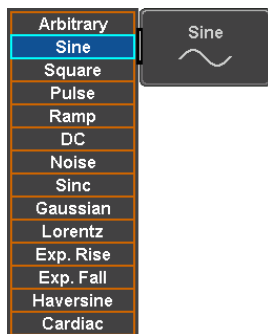 Arbitrary
Sine
Square
Pulse
Ramp
DC
Noise
Sinc
Gaussian
Lorentz
Exp. Rise
Exp. Fall
Haversine
Cardiac
Sine